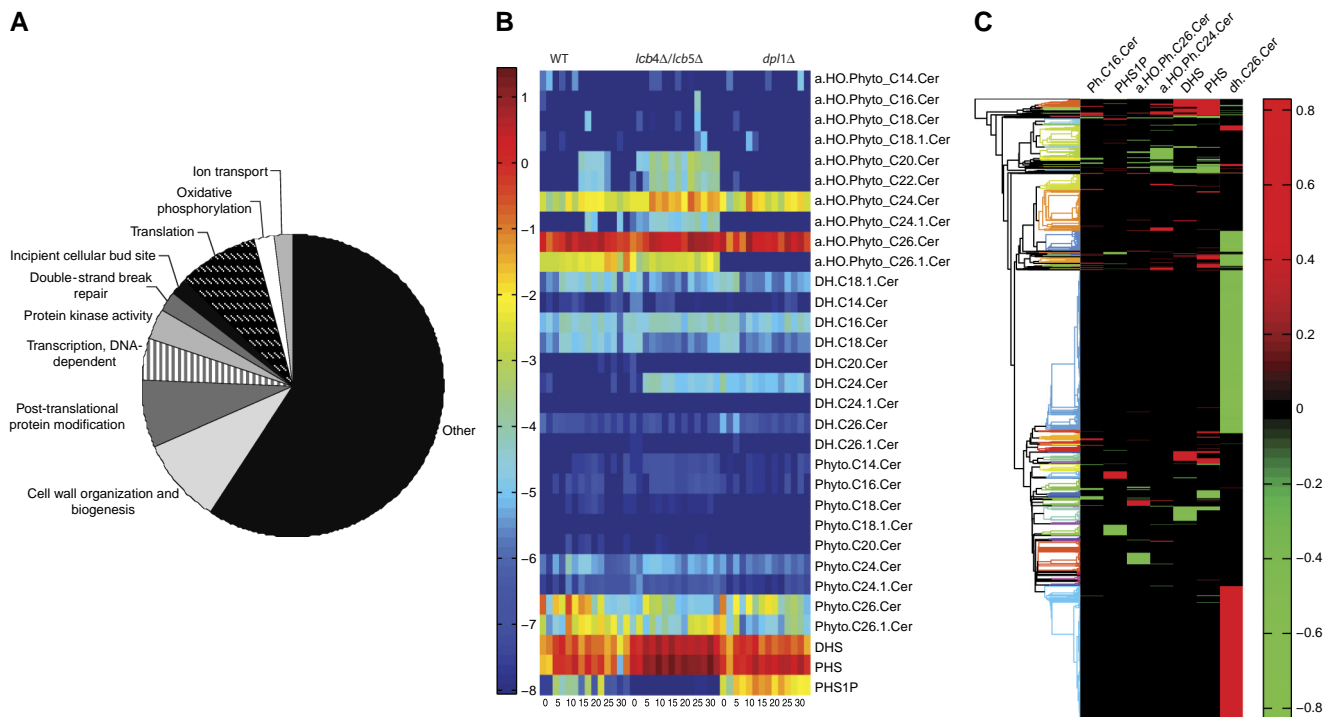 A
Ion transport
Oxidative
phosphorylation
Translation
Incipient cellular bud site
Double-strand break
repair
Protein kinase activity
Transcription, DNA-
dependent
Post-translational
protein modification
Cell wall organization and
biogenesis
Other
B
WT lcb4Δ/lcb5Δ dpl1Δ
1
0
−1
−2
−3
−4
−5
−6
−7
−8
a.HO.Phyto_C14.Cer
a.HO.Phyto_C16.Cer
a.HO.Phyto_C18.Cer
a.HO.Phyto_C18.1.Cer
a.HO.Phyto_C20.Cer
a.HO.Phyto_C22.Cer
a.HO.Phyto_C24.Cer
a.HO.Phyto_C24.1.Cer
a.HO.Phyto_C26.Cer
a.HO.Phyto_C26.1.Cer
DH.C18.1.Cer
DH.C14.Cer
DH.C16.Cer
DH.C18.Cer
DH.C20.Cer
DH.C24.Cer
DH.C24.1.Cer
DH.C26.Cer
DH.C26.1.Cer
Phyto.C14.Cer
Phyto.C16.Cer
Phyto.C18.Cer
Phyto.C18.1.Cer
Phyto.C20.Cer
Phyto.C24.Cer
Phyto.C24.1.Cer
Phyto.C26.Cer
Phyto.C26.1.Cer
DHS
PHS
PHS1P
0 5 10 15 20 25 30 0 5 10 15 20 25 30 0 5 10 15 20 25 30
C
Ph.C16.Cer
PHS1P
a.HO.Ph.C26.Cer
a.HO.Ph.C24.Cer
DHS
PHS
dh.C26.Cer
0.8
0.6
0.4
0.2
0
−0.2
−0.4
−0.6
−0.8